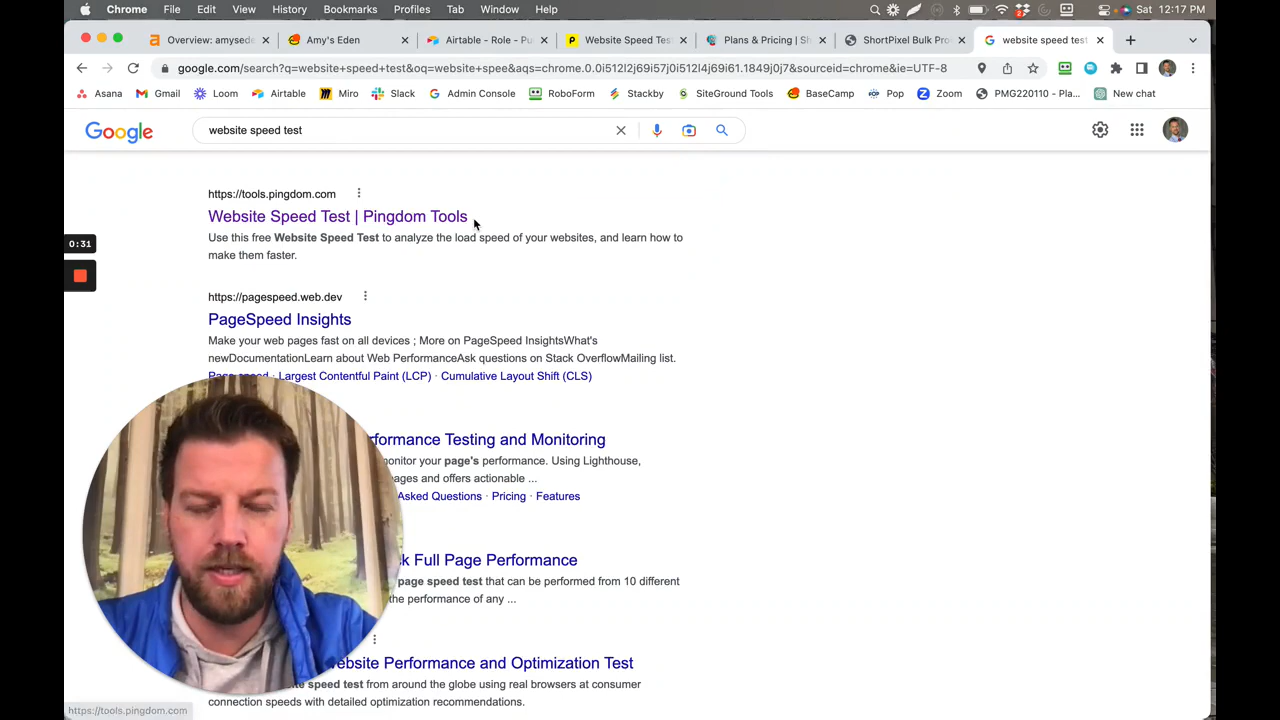 Chrome File Edit View History Bookmarks Profiles Tab Window Help Sat 12:17 PM
Overview: amysede Amy's Eden Airtable - Role - Pu Website Speed Tes Plans & Pricing | Sh ShortPixel Bulk Pro website speed test
google.com/search?q=website+speed+test&oq=website+spee&aqs=chrome.0.0i512l2j69i57j0i512l4j69i61.1849j0j7&sourceid=chrome&ie=UTF-8
Asana Gmail Loom Airtable Miro Slack Admin Console RoboForm Stackby SiteGround Tools BaseCamp Pop Zoom PMG220110 - Pla... New chat
Google website speed test
https://tools.pingdom.com
Website Speed Test | Pingdom Tools
0:31
Use this free Website Speed Test to analyze the load speed of your websites, and learn how to
make them faster.
https://pagespeed.web.dev
PageSpeed Insights
Make your web pages fast on all devices ; More on PageSpeed InsightsWhat's
newDocumentationLearn about Web PerformanceAsk questions on Stack OverflowMailing list.
Page speed · Largest Contentful Paint (LCP) · Cumulative Layout Shift (CLS)
formance Testing and Monitoring
onitor your page's performance. Using Lighthouse,
ages and offers actionable ...
Asked Questions · Pricing · Features
k Full Page Performance
page speed test that can be performed from 10 different
the performance of any ...
ebsite Performance and Optimization Test
speed test from around the globe using real browsers at consumer
connection speeds with detailed optimization recommendations.
https://tools.pingdom.com